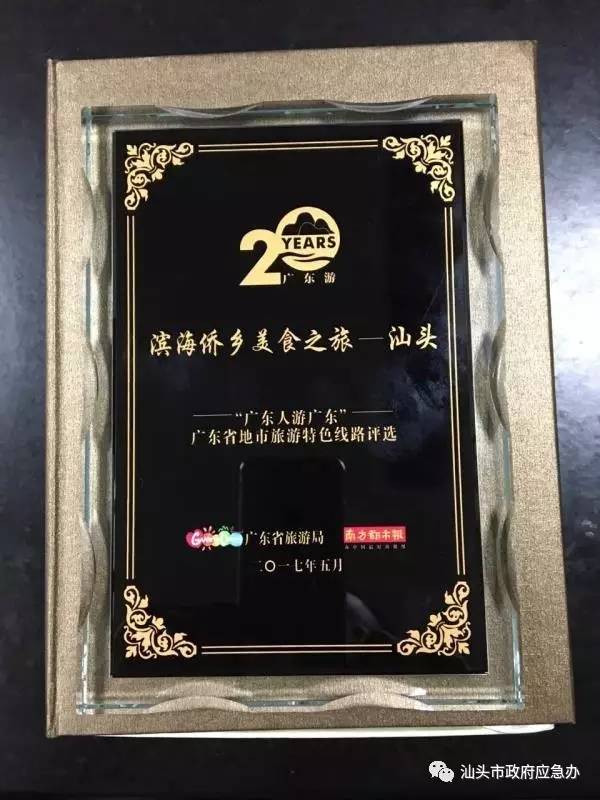 20 YEARS
广东游
滨海侨乡美食之旅—汕头
——“广东人游广东”——
广东省地市旅游特色线路评选
广东省旅游局 南方都市报
二〇一七年五月
汕头市政府应急办